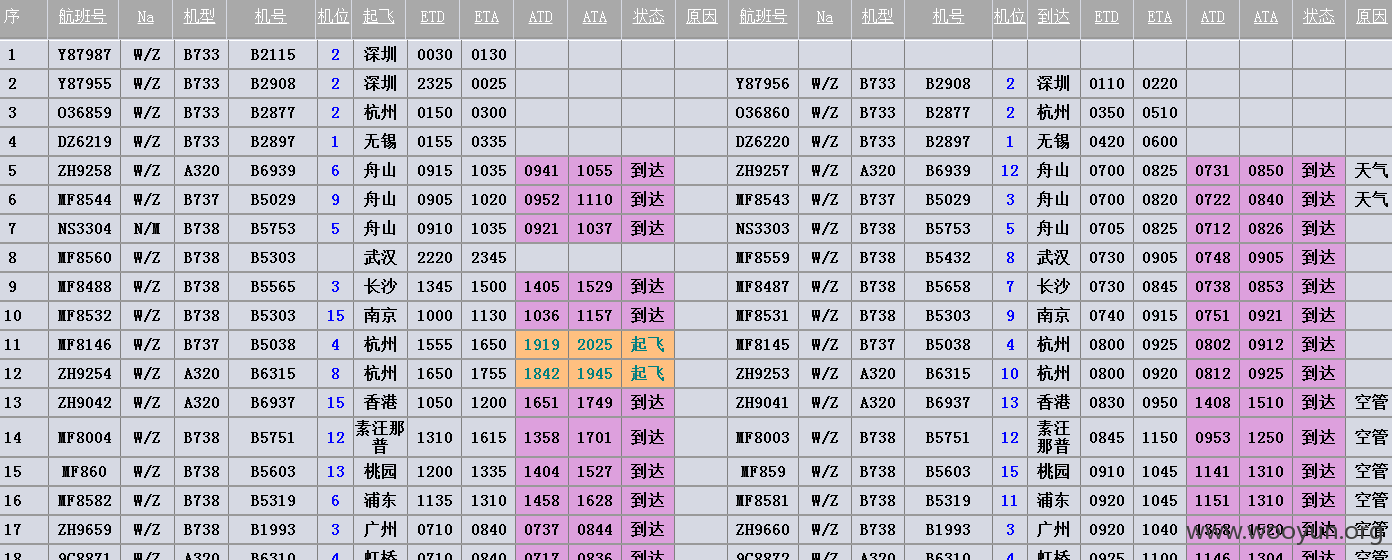 序 航班号 Na 机型 机号 机位 起飞 ETD ETA ATD ATA 状态 原因 航班号 Na 机型 机号 机位 到达 ETD ETA ATD ATA 状态 原因
1 Y87987 W/Z B733 B2115 2 深圳 0030 0130
2 Y87955 W/Z B733 B2908 2 深圳 2325 0025 Y87956 W/Z B733 B2908 2 深圳 0110 0220
3 O36859 W/Z B733 B2877 2 杭州 0150 0300 O36860 W/Z B733 B2877 2 杭州 0350 0510
4 DZ6219 W/Z B733 B2897 1 无锡 0155 0335 DZ6220 W/Z B733 B2897 1 无锡 0420 0600
5 ZH9258 W/Z A320 B6939 6 舟山 0915 1035 0941 1055 到达 ZH9257 W/Z A320 B6939 12 舟山 0700 0825 0731 0850 到达 天气
6 MF8544 W/Z B737 B5029 9 舟山 0905 1020 0952 1110 到达 MF8543 W/Z B737 B5029 3 舟山 0700 0820 0722 0840 到达 天气
7 NS3304 N/M B738 B5753 5 舟山 0910 1035 0921 1037 到达 NS3303 W/Z B738 B5753 5 舟山 0705 0825 0712 0826 到达
8 MF8560 W/Z B738 B5303 武汉 2220 2345 MF8559 W/Z B738 B5432 8 武汉 0730 0905 0748 0905 到达
9 MF8488 W/Z B738 B5565 3 长沙 1345 1500 1405 1529 到达 MF8487 W/Z B738 B5658 7 长沙 0730 0845 0738 0853 到达
10 MF8532 W/Z B738 B5303 15 南京 1000 1130 1036 1157 到达 MF8531 W/Z B738 B5303 9 南京 0740 0915 0751 0921 到达
11 MF8146 W/Z B737 B5038 4 杭州 1555 1650 1919 2025 起飞 MF8145 W/Z B737 B5038 4 杭州 0800 0925 0802 0912 到达
12 ZH9254 W/Z A320 B6315 8 杭州 1650 1755 1842 1945 起飞 ZH9253 W/Z A320 B6315 10 杭州 0800 0920 0812 0925 到达
13 ZH9042 W/Z A320 B6937 15 香港 1050 1200 1651 1749 到达 ZH9041 W/Z A320 B6937 13 香港 0830 0950 1408 1510 到达 空管
14 MF8004 W/Z B738 B5751 12 素汪那普 1310 1615 1358 1701 到达 MF8003 W/Z B738 B5751 12 素汪那普 0845 1150 0953 1250 到达 空管
15 MF860 W/Z B738 B5603 13 桃园 1200 1335 1404 1527 到达 MF859 W/Z B738 B5603 15 桃园 0910 1045 1141 1310 到达 空管
16 MF8582 W/Z B738 B5319 6 浦东 1135 1310 1458 1628 到达 MF8581 W/Z B738 B5319 11 浦东 0920 1045 1151 1310 到达 空管
17 ZH9659 W/Z B738 B1993 3 广州 0710 0840 0737 0844 到达 ZH9660 W/Z B738 B1993 3 广州 0920 1040 1358 1520 到达 空管
18 9C8871 W/Z A320 B6310 4 虹桥 0710 0840 0717 0836 到达 9C8872 W/Z A320 B6310 4 虹桥 0925 1100 1146 1304 到达 空管
www.wooyun.org